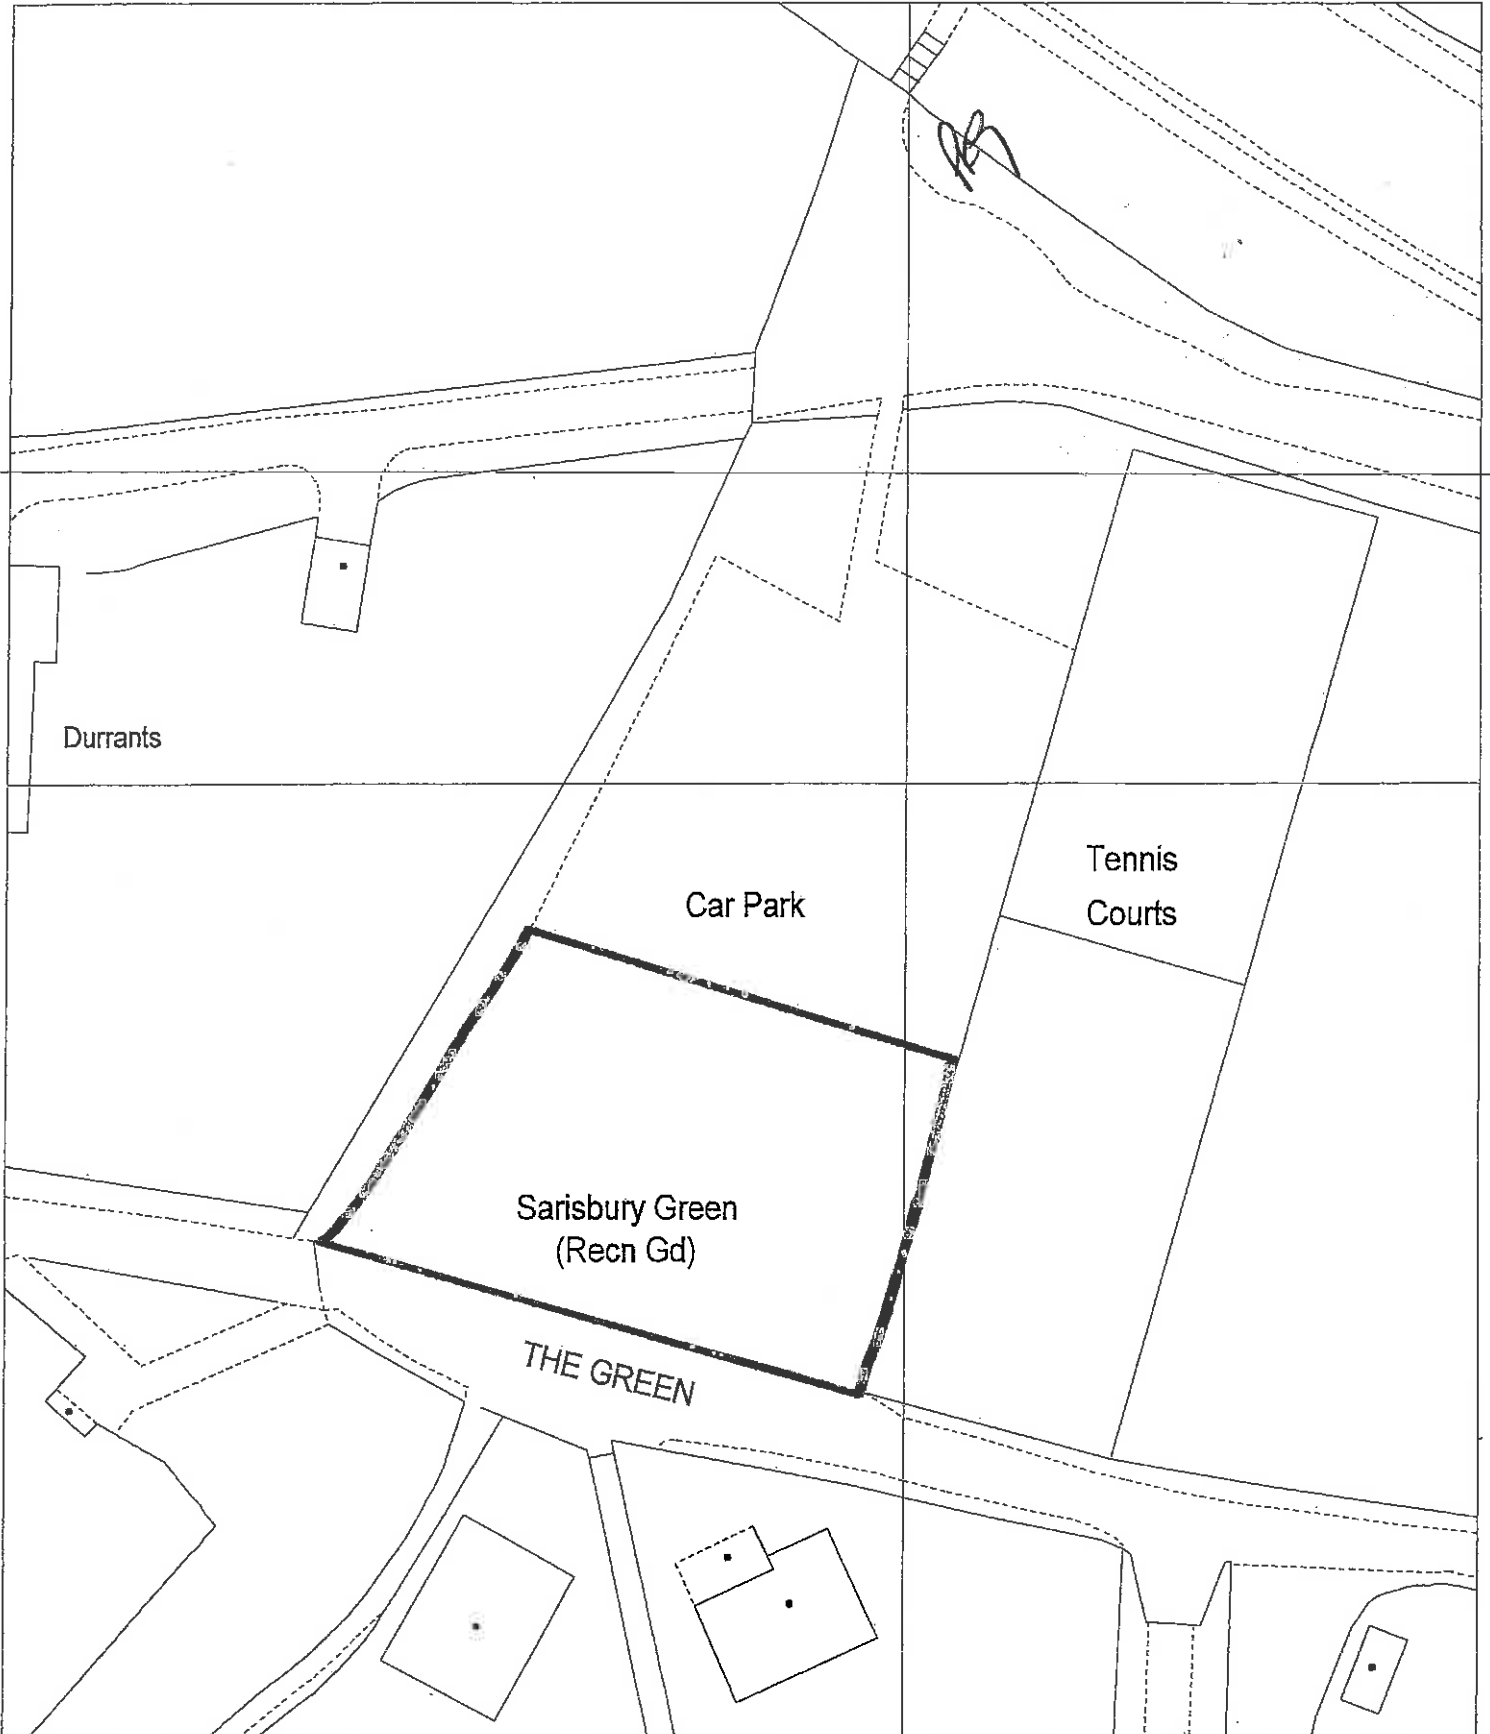 Durrants
Tennis
Courts
Car Park
Sarisbury Green
(Recn Gd)
THE GREEN